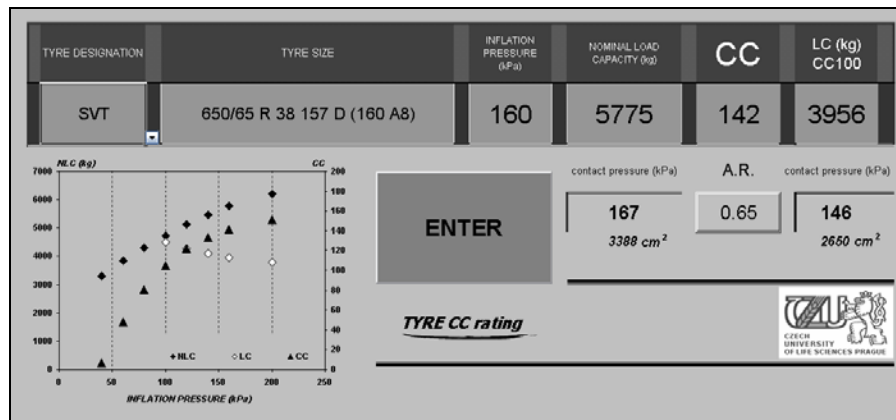 TYRE DESIGNATION
TYRE SIZE
INFLATION
PRESSURE
(kPa)
NOMINAL LOAD
CAPACITY (kg)
CC
LC (kg)
CC100
SVT
650/65 R 38 157 D (160 A8)
160
5775
142
3956
NLC (kg)
CC
7000
6000
5000
4000
3000
2000
1000
0
200
180
160
140
120
100
80
60
40
20
0
NLC
LC
CC
0
50
100
150
200
250
INFLATION PRESSURE (kPa)
ENTER
contact pressure (kPa)
A.R.
contact pressure (kPa)
167
0.65
146
3388 cm²
2650 cm²
TYRE CC rating
CZU
CZECH
UNIVERSITY
OF LIFE SCIENCES PRAGUE